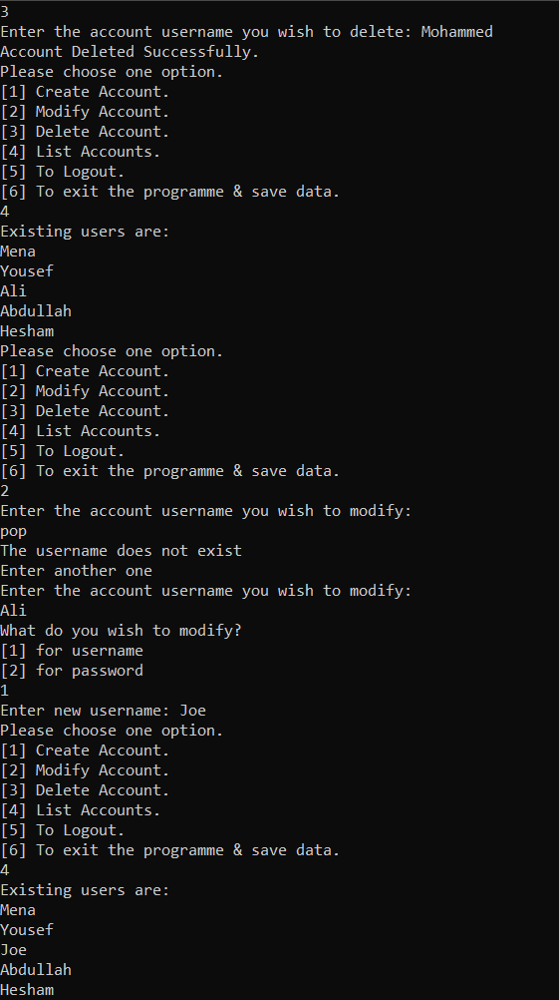 3
Enter the account username you wish to delete: Mohammed
Account Deleted Successfully.
Please choose one option.
[1] Create Account.
[2] Modify Account.
[3] Delete Account.
[4] List Accounts.
[5] To Logout.
[6] To exit the programme & save data.
4
Existing users are:
Mena
Yousef
Ali
Abdullah
Hesham
Please choose one option.
[1] Create Account.
[2] Modify Account.
[3] Delete Account.
[4] List Accounts.
[5] To Logout.
[6] To exit the programme & save data.
2
Enter the account username you wish to modify:
pop
The username does not exist
Enter another one
Enter the account username you wish to modify:
Ali
What do you wish to modify?
[1] for username
[2] for password
1
Enter new username: Joe
Please choose one option.
[1] Create Account.
[2] Modify Account.
[3] Delete Account.
[4] List Accounts.
[5] To Logout.
[6] To exit the programme & save data.
4
Existing users are:
Mena
Yousef
Joe
Abdullah
Hesham